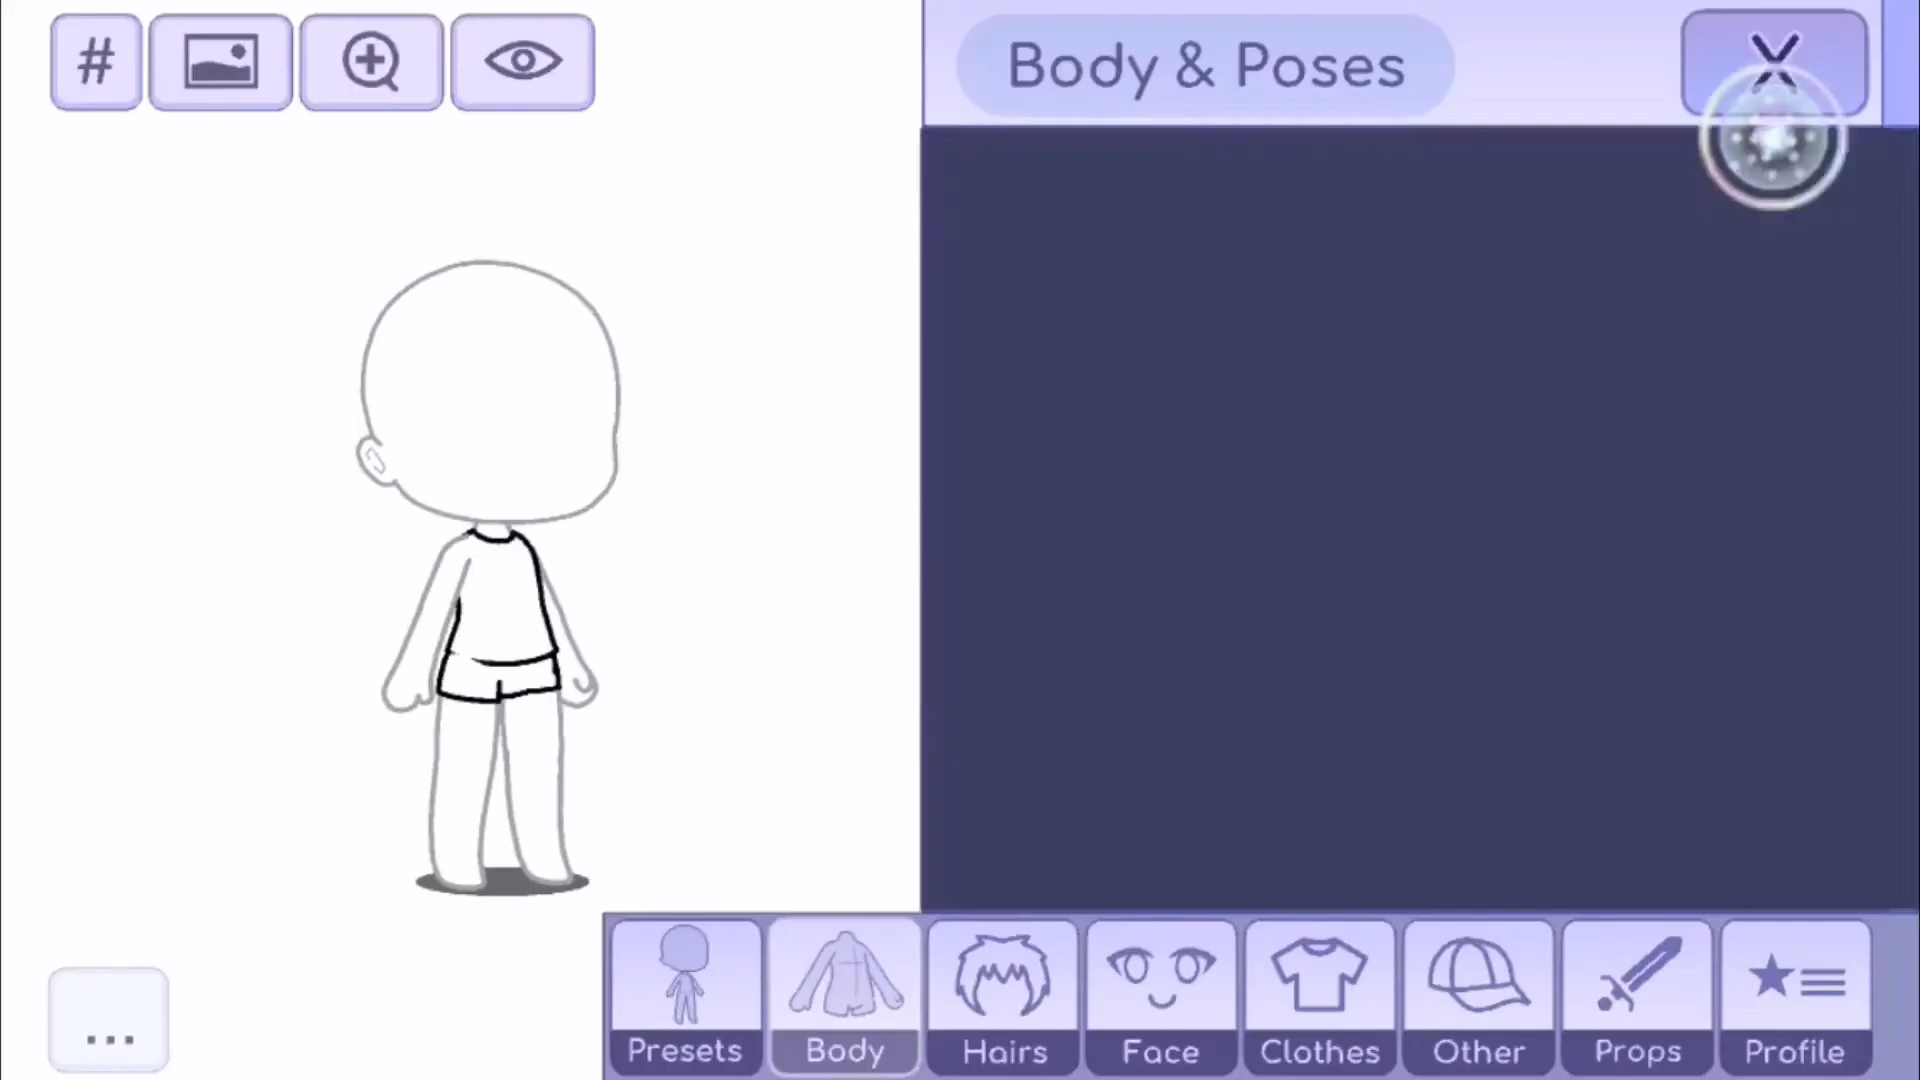 #
Body & Poses
X
...
Presets
Body
Hairs
Face
Clothes
Other
Props
Profile